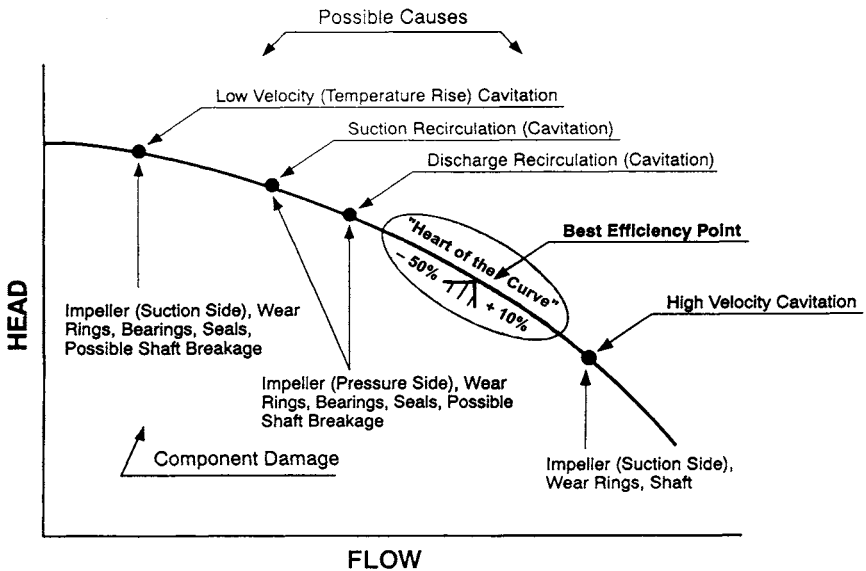 Possible Causes
Low Velocity (Temperature Rise) Cavitation
Suction Recirculation (Cavitation)
Discharge Recirculation (Cavitation)
"Heart of the Curve"
Best Efficiency Point
– 50%
+ 10%
High Velocity Cavitation
HEAD
Impeller (Suction Side), Wear
Rings, Bearings, Seals,
Possible Shaft Breakage
Impeller (Pressure Side), Wear
Rings, Bearings, Seals, Possible
Shaft Breakage
Component Damage
Impeller (Suction Side),
Wear Rings, Shaft
FLOW